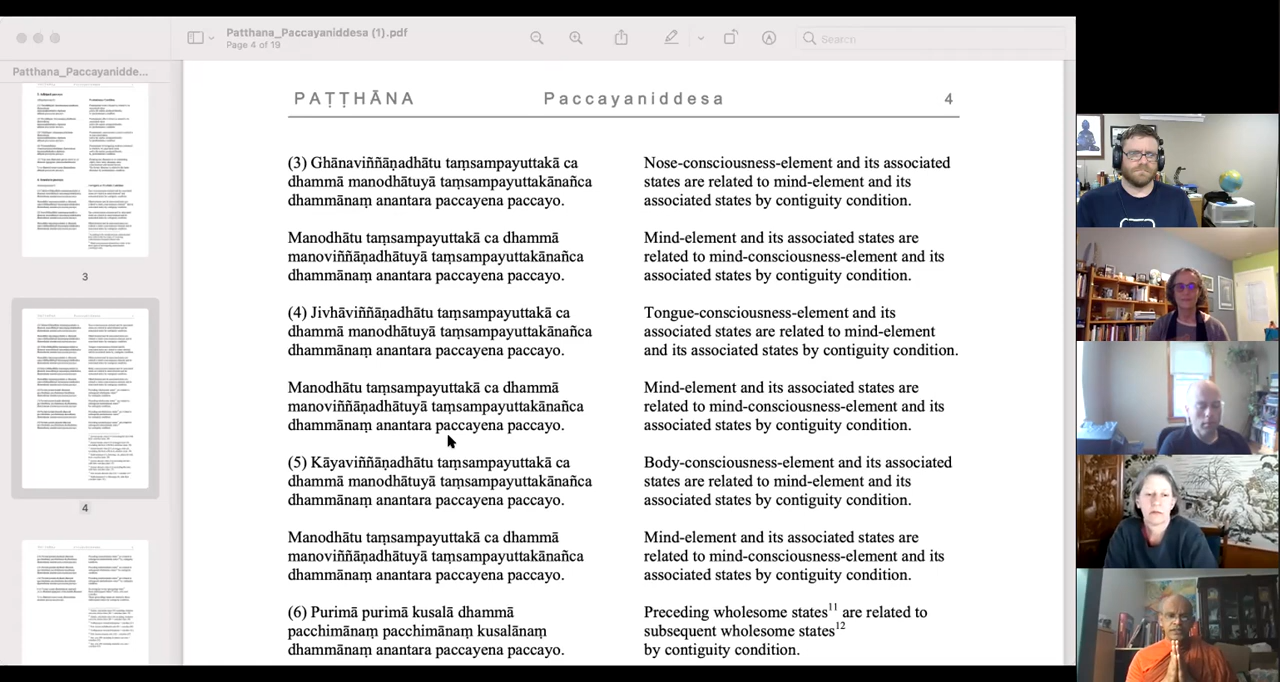 Patthana_Paccayaniddesa (1).pdf
Page 4 of 19
Search
Patthana_Paccayanidde...
3
4
PAṬṬHĀNA Paccayaniddesa 4
(3) Ghānaviññāṇadhātu taṃsampayuttakā ca
dhammā manodhātuyā taṃsampayuttakānañca
dhammānaṃ anantara paccayena paccayo.
Manodhātu taṃsampayuttakā ca dhammā
manoviññāṇadhātuyā taṃsampayuttakānañca
dhammānaṃ anantara paccayena paccayo.
(4) Jivhāviññāṇadhātu taṃsampayuttakā ca
dhammā manodhātuyā taṃsampayuttakānañca
dhammānaṃ anantara paccayena paccayo.
Manodhātu taṃsampayuttakā ca dhammā
manoviññāṇadhātuyā taṃsampayuttakānañca
dhammānaṃ anantara paccayena paccayo.
(5) Kāyaviññāṇadhātu taṃsampayuttakā ca
dhammā manodhātuyā taṃsampayuttakānañca
dhammānaṃ anantara paccayena paccayo.
Manodhātu taṃsampayuttakā ca dhammā
manoviññāṇadhātuyā taṃsampayuttakānañca
dhammānaṃ anantara paccayena paccayo.
(6) Purimā purimā kusalā dhammā
pacchimānaṃ pacchimānaṃ kusalānaṃ
dhammānaṃ anantara paccayena paccayo.
Nose-consciousness-element and its associated
states are related to mind-element and its
associated states by contiguity condition.
Mind-element and its associated states are
related to mind-consciousness-element and its
associated states by contiguity condition.
Tongue-consciousness-element and its
associated states are related to mind-element
and its associated states by contiguity condition.
Mind-element and its associated states are
related to mind-consciousness-element and its
associated states by contiguity condition.
Body-consciousness-element and its associated
states are related to mind-element and its
associated states by contiguity condition.
Mind-element and its associated states are
related to mind-consciousness-element and its
associated states by contiguity condition.
Preceding wholesome states11 are related to
subsequent wholesome states12
by contiguity condition.